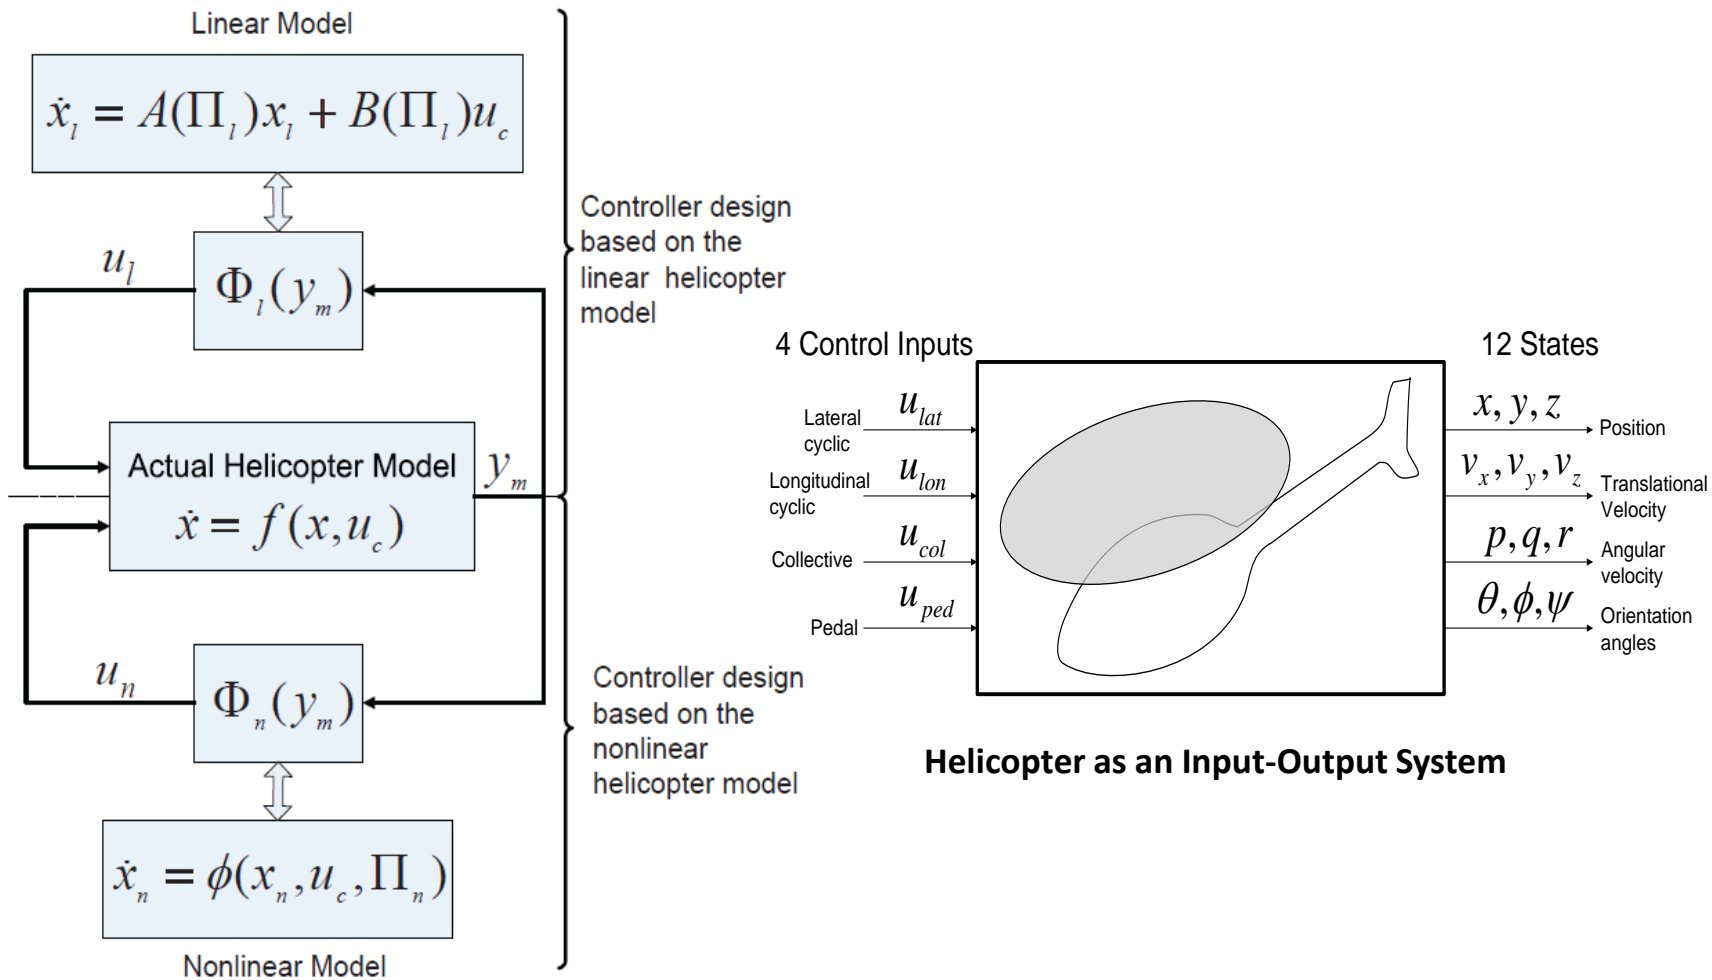 Linear Model
ẋ_l = A(Π_l)x_l + B(Π_l)u_c
u_l
Φ_l(y_m)
Controller design
based on the
linear helicopter
model
Actual Helicopter Model
ẋ = f(x,u_c)
y_m
u_n
Φ_n(y_m)
Controller design
based on the
nonlinear
helicopter model
ẋ_n = ϕ(x_n,u_c,Π_n)
Nonlinear Model
4 Control Inputs
12 States
Lateral
cyclic
u_lat
Longitudinal
cyclic
u_lon
Collective
u_col
Pedal
u_ped
x, y, z
Position
v_x, v_y, v_z
Translational
Velocity
p, q, r
Angular
velocity
θ, ϕ, ψ
Orientation
angles
Helicopter as an Input-Output System